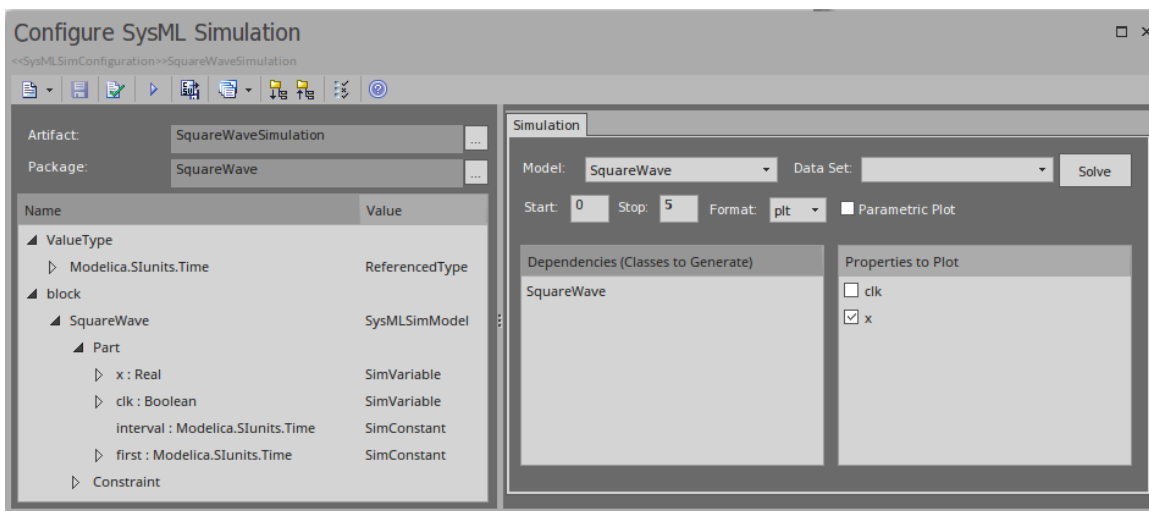 Configure SysML Simulation
<<SysMLSimConfiguration>>SquareWaveSimulation
Artifact: SquareWaveSimulation ...
Package: SquareWave ...
Name Value
ValueType
Modelica.SIunits.Time ReferencedType
block
SquareWave SysMLSimModel
Part
x : Real SimVariable
clk : Boolean SimVariable
interval : Modelica.SIunits.Time SimConstant
first : Modelica.SIunits.Time SimConstant
Constraint
Simulation
Model: SquareWave Data Set: Solve
Start: 0 Stop: 5 Format: plt Parametric Plot
Dependencies (Classes to Generate)
SquareWave
Properties to Plot
clk
x